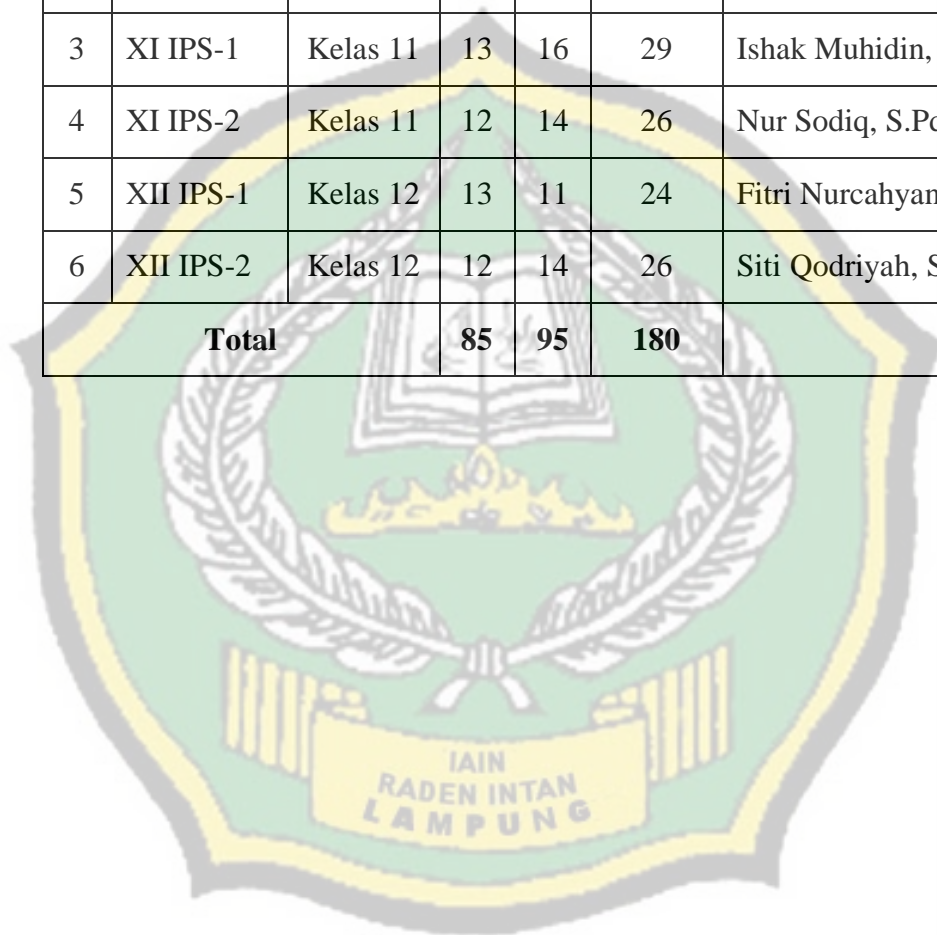 3 XI IPS-1 Kelas 11 13 16 29 Ishak Muhidin,
4 XI IPS-2 Kelas 11 12 14 26 Nur Sodiq,
5 XII IPS-1 Kelas 12 13 11 24 Fitri
6 XII IPS-2 Kelas 12 12 14 26 Siti Qodriyah,
Total 85 95 180
IAIN
RADEN INTAN
LAMPUNG